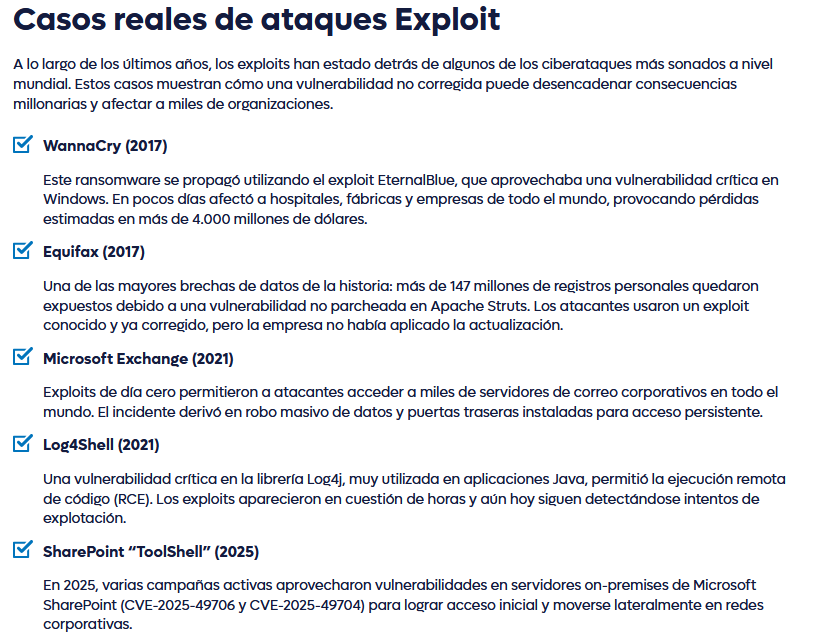 Casos reales de ataques Exploit
A lo largo de los últimos años, los exploits han estado detrás de algunos de los ciberataques más sonados a nivel
mundial. Estos casos muestran cómo una vulnerabilidad no corregida puede desencadenar consecuencias
millonarias y afectar a miles de organizaciones.
WannaCry (2017)
Este ransomware se propagó utilizando el exploit EternalBlue, que aprovechaba una vulnerabilidad crítica en
Windows. En pocos días afectó a hospitales, fábricas y empresas de todo el mundo, provocando pérdidas
estimadas en más de 4.000 millones de dólares.
Equifax (2017)
Una de las mayores brechas de datos de la historia: más de 147 millones de registros personales quedaron
expuestos debido a una vulnerabilidad no parcheada en Apache Struts. Los atacantes usaron un exploit
conocido y ya corregido, pero la empresa no había aplicado la actualización.
Microsoft Exchange (2021)
Exploits de día cero permitieron a atacantes acceder a miles de servidores de correo corporativos en todo el
mundo. El incidente derivó en robo masivo de datos y puertas traseras instaladas para acceso persistente.
Log4Shell (2021)
Una vulnerabilidad crítica en la librería Log4j, muy utilizada en aplicaciones Java, permitió la ejecución remota
de código (RCE). Los exploits aparecieron en cuestión de horas y aún hoy siguen detectándose intentos de
explotación.
SharePoint “ToolShell” (2025)
En 2025, varias campañas activas aprovecharon vulnerabilidades en servidores on-premises de Microsoft
SharePoint (CVE-2025-49706 y CVE-2025-49704) para lograr acceso inicial y moverse lateralmente en redes
corporativas.